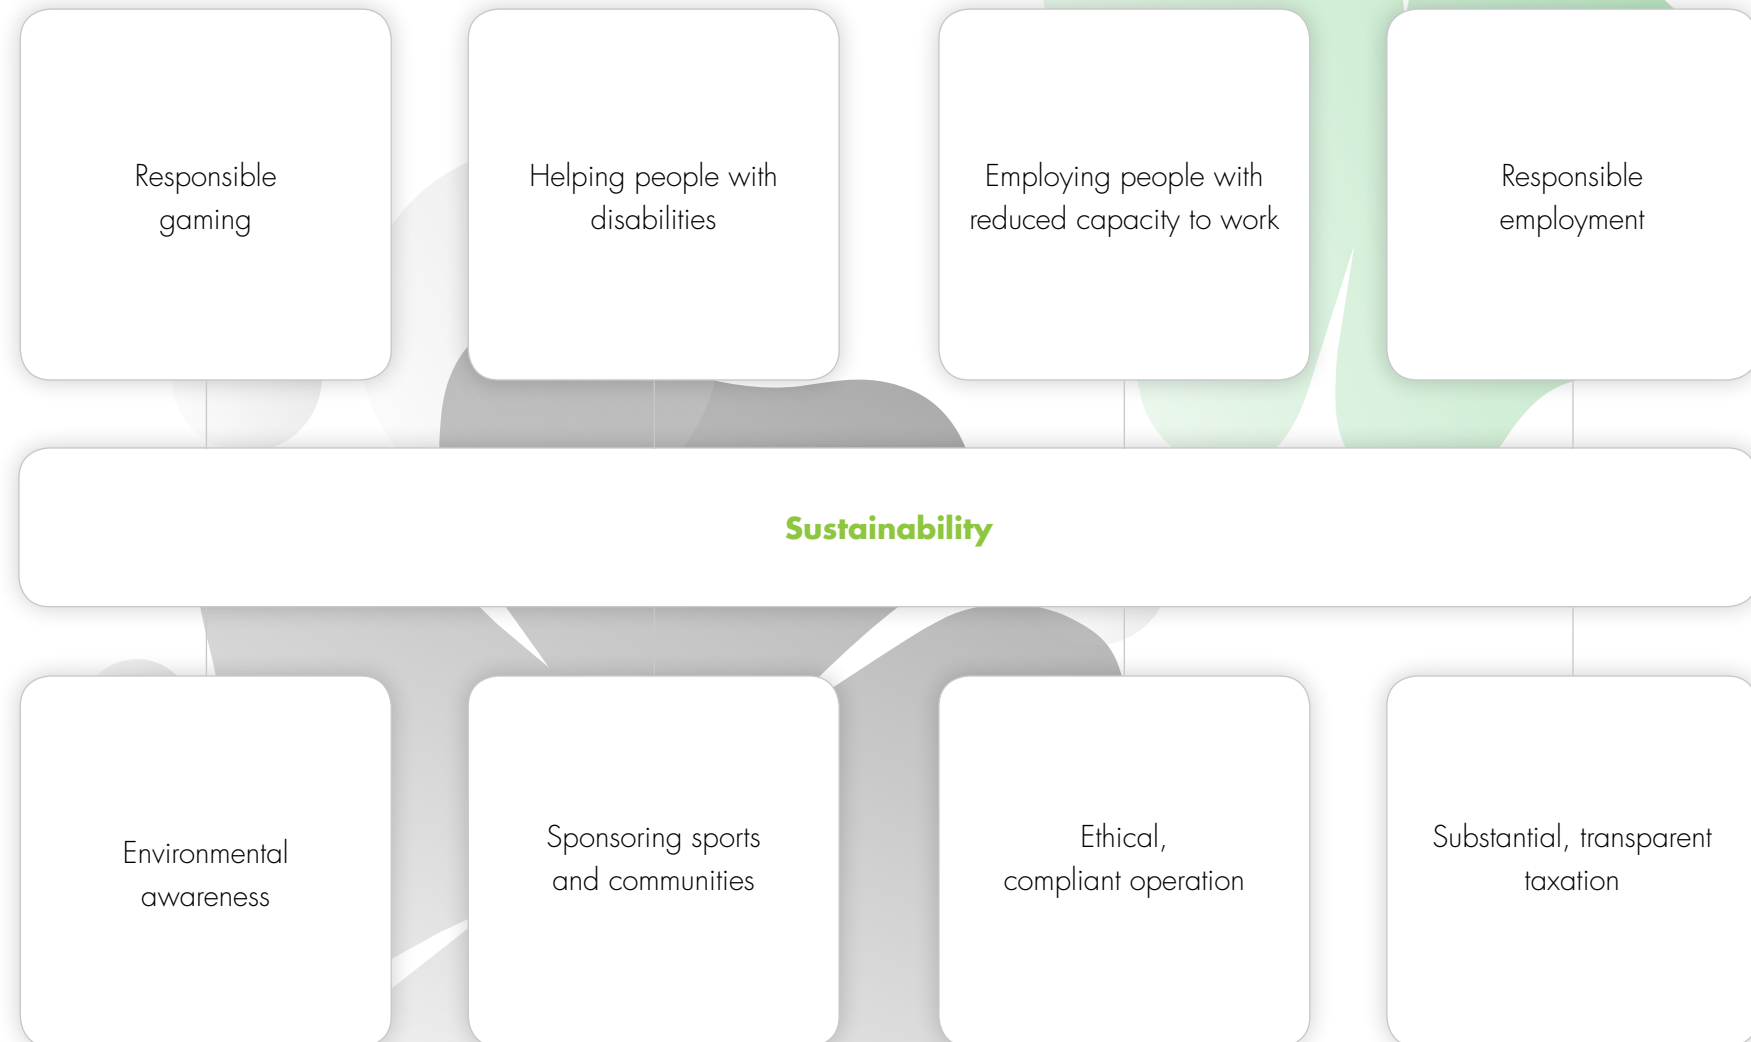 Responsible
gaming
Helping people with
disabilities
Employing people with
reduced capacity to work
Responsible
employment
Sustainability
Environmental
awareness
Sponsoring sports
and communities
Ethical,
compliant operation
Substantial, transparent
taxation